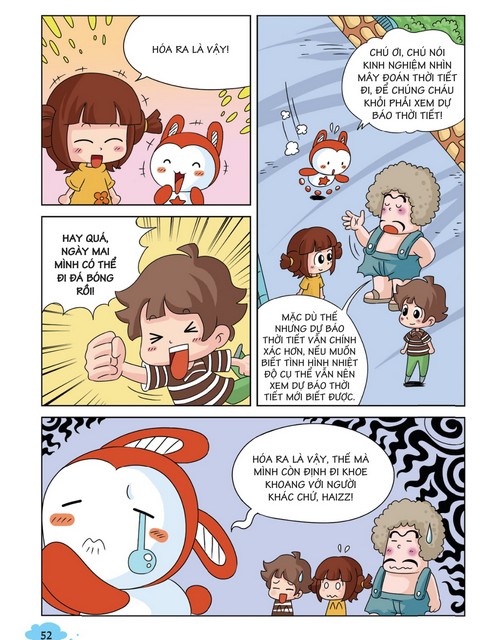 HÓA RA LÀ VẬY!
CHÚ ƠI, CHÚ NÓI
KINH NGHIỆM NHÌN
MÂY ĐOÁN THỜI TIẾT
ĐI, ĐỂ CHÚNG CHÁU
KHỎI PHẢI XEM DỰ
BÁO THỜI TIẾT!
HAY QUÁ,
NGÀY MAI
MÌNH CÓ THỂ
ĐI ĐÁ BÓNG
RỒI!
MẶC DÙ THẾ
NHƯNG DỰ BÁO
THỜI TIẾT VẪN CHÍNH
XÁC HƠN, NẾU MUỐN
BIẾT TÌNH HÌNH NHIỆT
ĐỘ CỤ THỂ VẪN NÊN
XEM DỰ BÁO THỜI
TIẾT MỚI BIẾT ĐƯỢC.
HÓA RA LÀ VẬY, THẾ MÀ
MÌNH CÒN ĐỊNH ĐI KHOE
KHOANG VỚI NGƯỜI
KHÁC CHỨ, HAIZZ!
52